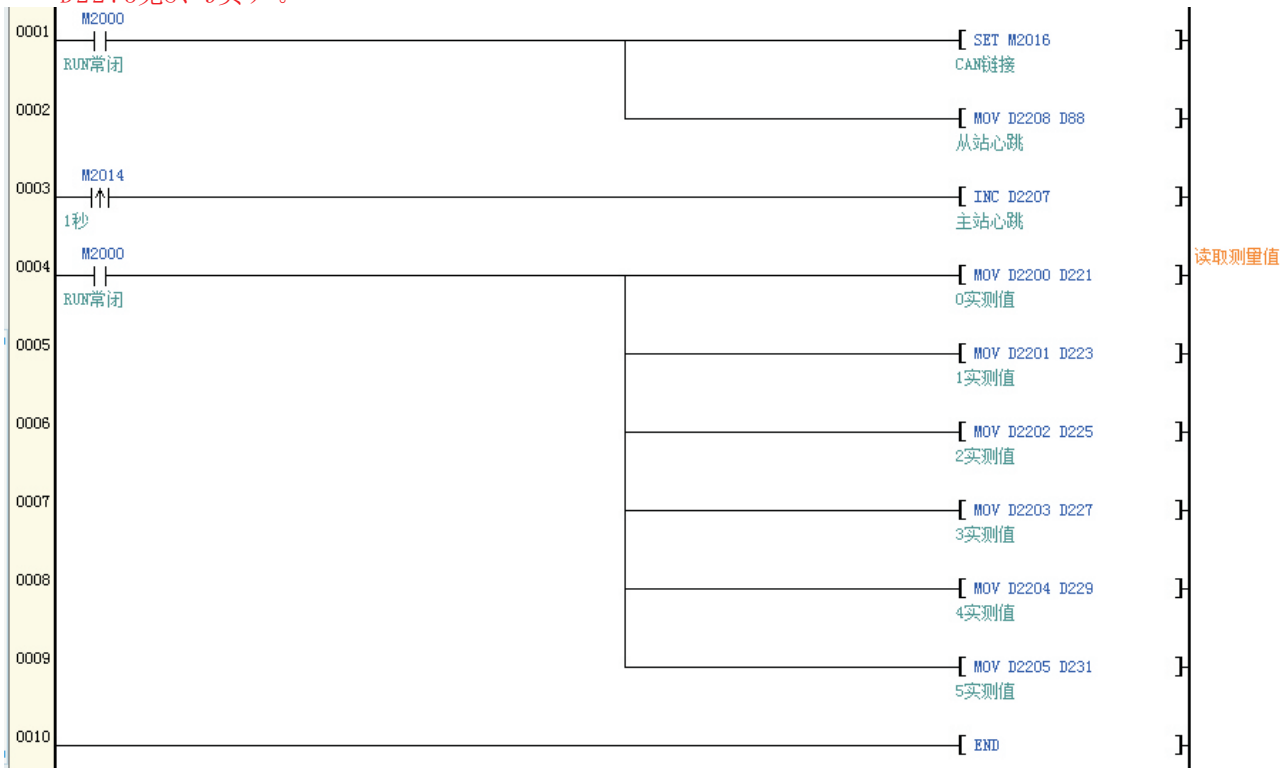 M2000
0001
[ SET M2016 ]
RUN常闭
CAN链接
0002
[ MOV D2208 D88 ]
从站心跳
M2014
0003
[ INC D2207 ]
1秒
主站心跳
M2000
读取测量值
0004
[ MOV D2200 D221 ]
RUN常闭
0实测值
0005
[ MOV D2201 D223 ]
1实测值
0006
[ MOV D2202 D225 ]
2实测值
0007
[ MOV D2203 D227 ]
3实测值
0008
[ MOV D2204 D229 ]
4实测值
0009
[ MOV D2205 D231 ]
5实测值
0010
[ END ]